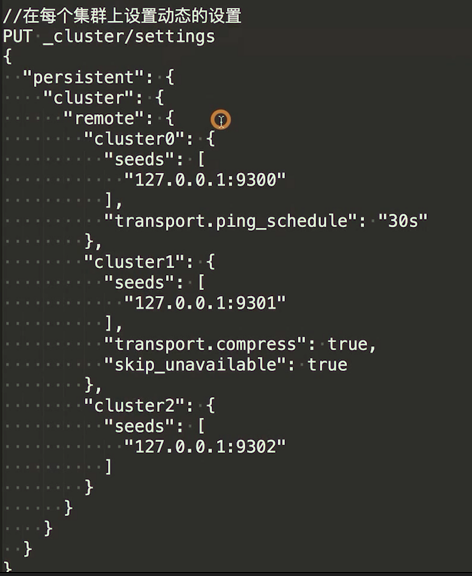 //在每个集群上设置动态的设置
PUT _cluster/settings
{
  "persistent": {
    "cluster": {
      "remote": {
        "cluster0": {
          "seeds": [
            "127.0.0.1:9300"
          ],
          "transport.ping_schedule": "30s"
        },
        "cluster1": {
          "seeds": [
            "127.0.0.1:9301"
          ],
          "transport.compress": true,
          "skip_unavailable": true
        },
        "cluster2": {
          "seeds": [
            "127.0.0.1:9302"
          ]
        }
      }
    }
  }
}